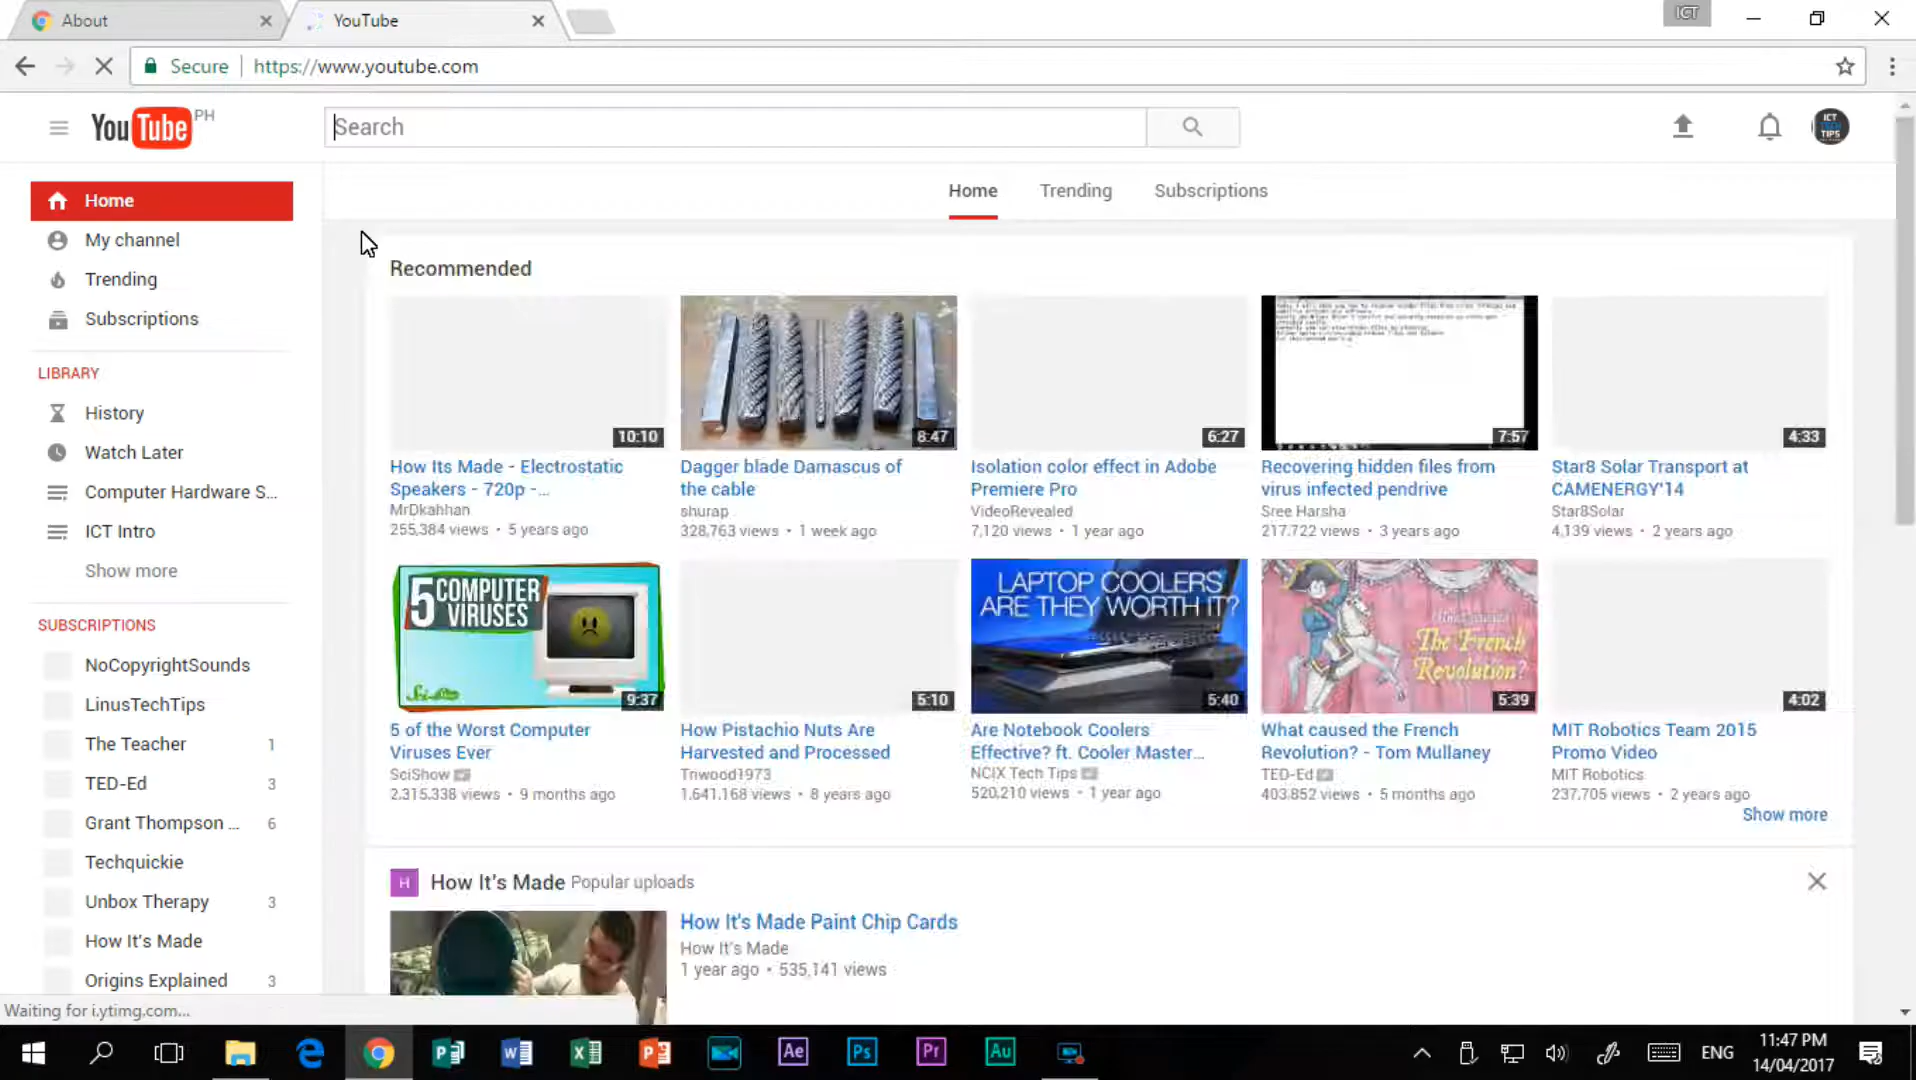 About
YouTube
ICT
Secure
https://www.youtube.com
YouTube PH
Search
ICT
TECH
TIPS
Home
Trending
Subscriptions
Home
My channel
Trending
Subscriptions
LIBRARY
History
Watch Later
Computer Hardware S...
ICT Intro
Show more
SUBSCRIPTIONS
NoCopyrightSounds
LinusTechTips
The Teacher 1
TED-Ed 3
Grant Thompson ... 6
Techquickie
Unbox Therapy 3
How It's Made
Origins Explained 3
Recommended
10:10
How Its Made - Electrostatic
Speakers - 720p -...
MrDkahhan
255,384 views • 5 years ago
8:47
Dagger blade Damascus of
the cable
shurap
328,763 views • 1 week ago
6:27
Isolation color effect in Adobe
Premiere Pro
VideoRevealed
7,120 views • 1 year ago
7:57
Recovering hidden files from
virus infected pendrive
Sree Harsha
217,722 views • 3 years ago
4:33
Star8 Solar Transport at
CAMENERGY'14
Star8Solar
4,139 views • 2 years ago
5 COMPUTER
VIRUSES
Sci-Show
9:37
5 of the Worst Computer
Viruses Ever
SciShow
2,315,338 views • 9 months ago
5:10
How Pistachio Nuts Are
Harvested and Processed
Tnwood1973
1,641,168 views • 8 years ago
LAPTOP COOLERS
ARE THEY WORTH IT?
5:40
Are Notebook Coolers
Effective? ft. Cooler Master...
NCIX Tech Tips
520,210 views • 1 year ago
The French
Revolution?
5:39
What caused the French
Revolution? - Tom Mullaney
TED-Ed
403,852 views • 5 months ago
4:02
MIT Robotics Team 2015
Promo Video
MIT Robotics
237,705 views • 2 years ago
Show more
H
How It's Made Popular uploads
How It's Made Paint Chip Cards
How It's Made
1 year ago • 535,141 views
Waiting for i.ytimg.com...
Ae
Ps
Pr
Au
ENG
11:47 PM
14/04/2017